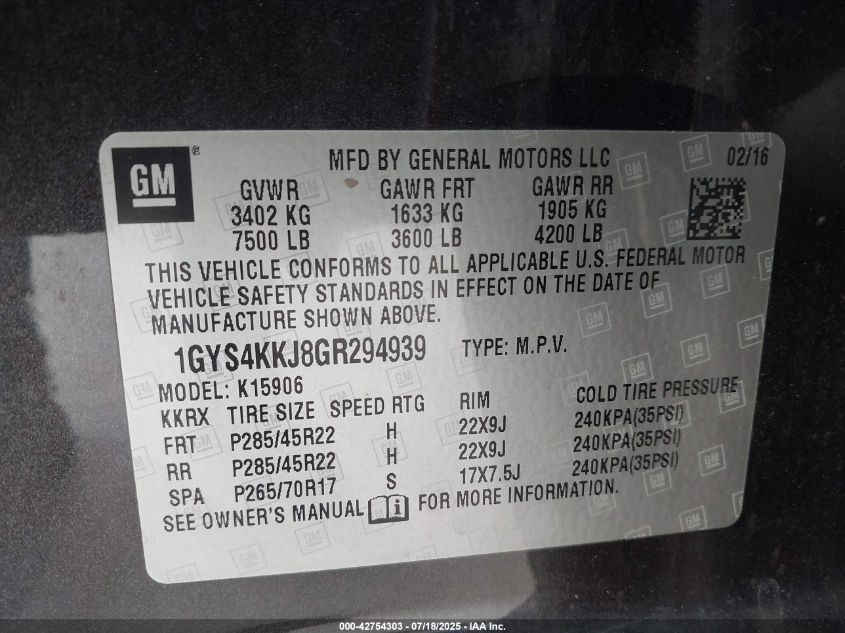 GM ® MFD BY GENERAL MOTORS LLC 02/16
GVWR GAWR FRT GAWR RR
3402 KG 1633 KG 1905 KG
7500 LB 3600 LB 4200 LB
THIS VEHICLE CONFORMS TO ALL APPLICABLE U.S. FEDERAL MOTOR
VEHICLE SAFETY STANDARDS IN EFFECT ON THE DATE OF
MANUFACTURE SHOWN ABOVE.
1GYS4KKJ8GR294939 TYPE: M.P.V.
MODEL: K15906
KKRX TIRE SIZE SPEED RTG RIM COLD TIRE PRESSURE
FRT P285/45R22 H 22X9J 240KPA(35PSI)
RR P285/45R22 H 22X9J 240KPA(35PSI)
SPA P265/70R17 S 17X7.5J 240KPA(35PSI)
SEE OWNER'S MANUAL i FOR MORE INFORMATION.
000-42754303 - 07/18/2025 - IAA Inc.